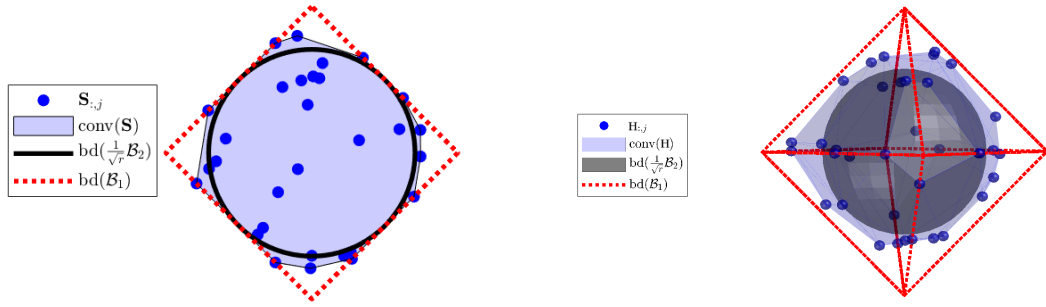 S:,j
conv(S)
bd(1/√r B₂)
bd(B₁)
H:,j
conv(H)
bd(1/√r B₂)
bd(B₁)